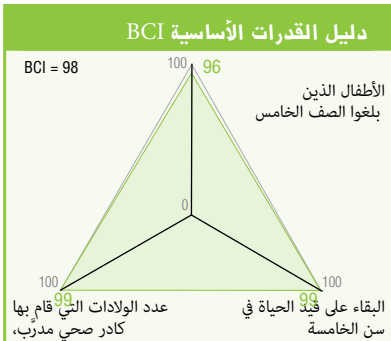 دليل القدرات الأساسية BCI
BCI = 98
100
96
الأطفال الذين
بلغوا الصف الخامس
0
100
99
البقاء على قيد الحياة في
سن الخامسة
100
99
عدد الولادات التي قام بها
كادر صحي مدرَّب،